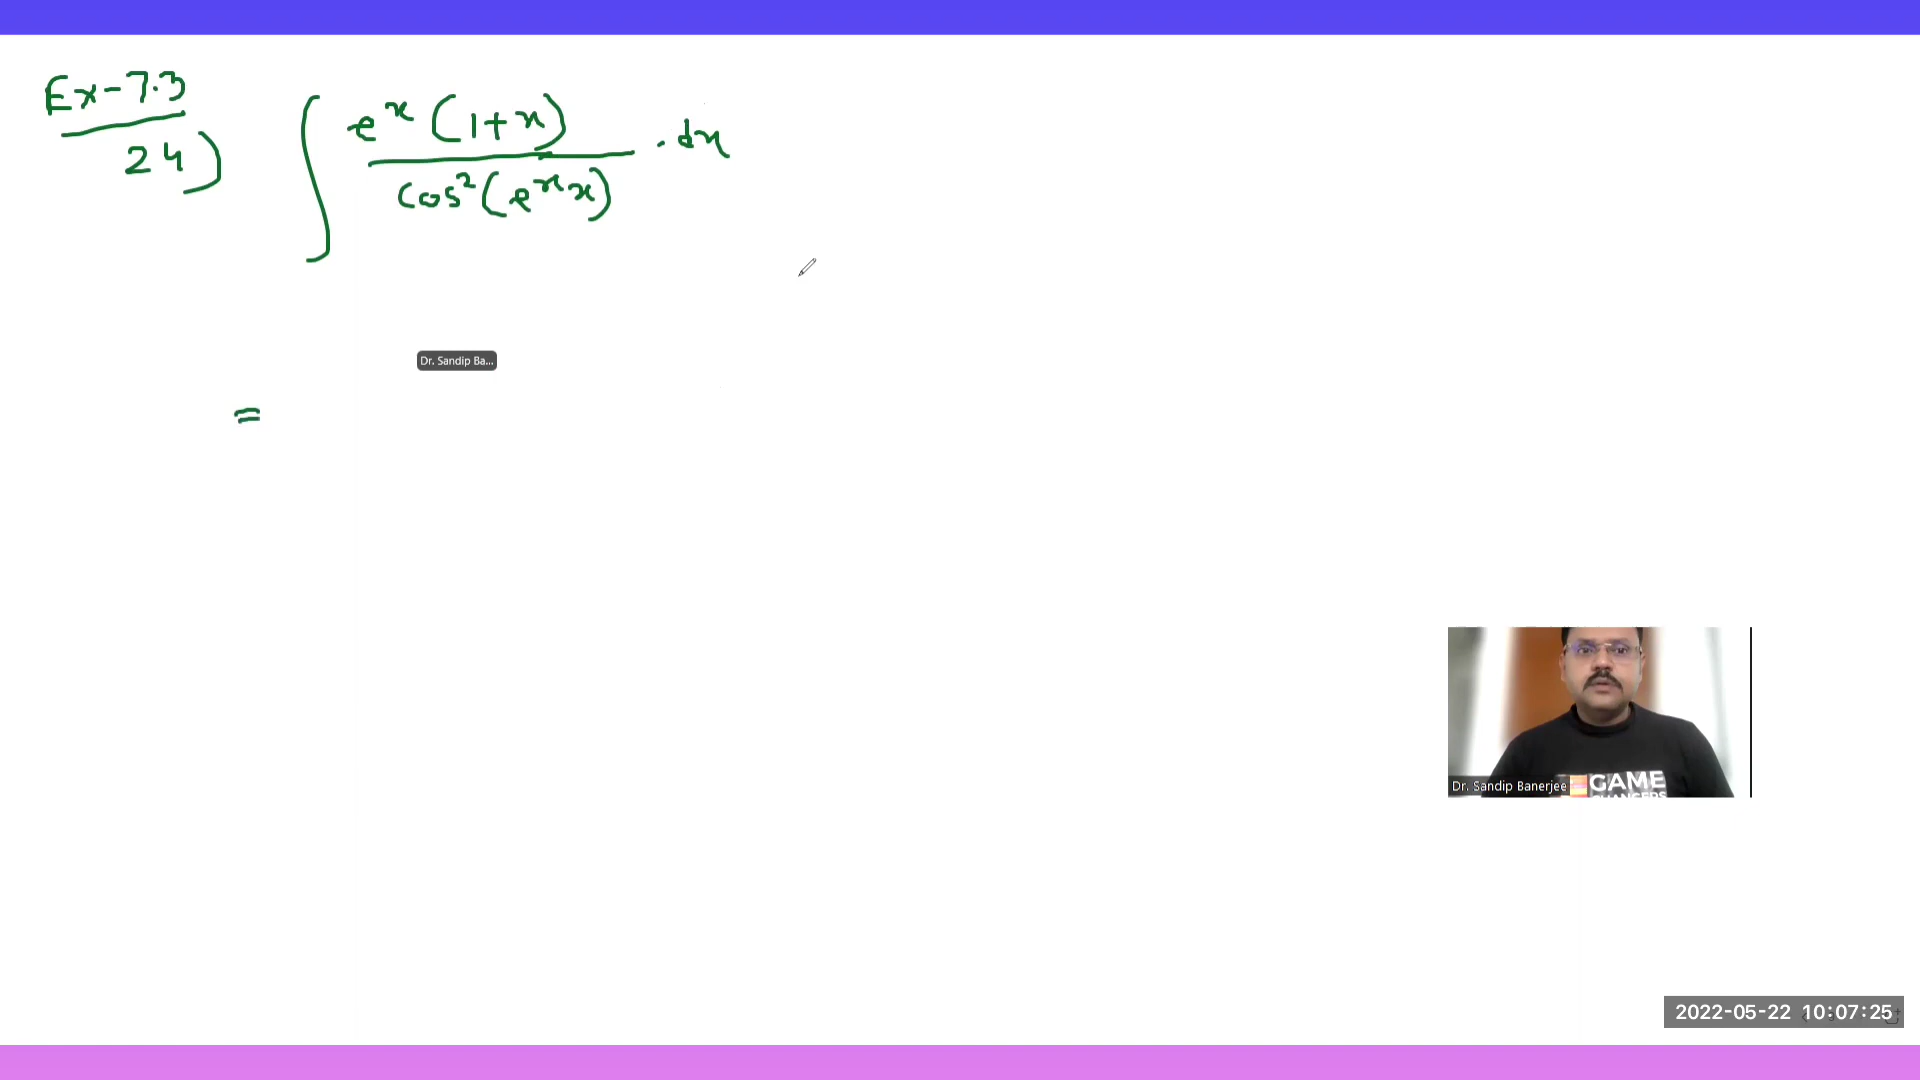 Ex-7.3
24) ∫ e^x (1+x) / cos²(e^x x) . dx
Dr. Sandip Ba...
=
GAME
CHANGERS
Dr. Sandip Banerjee
2022-05-22 10:07:25